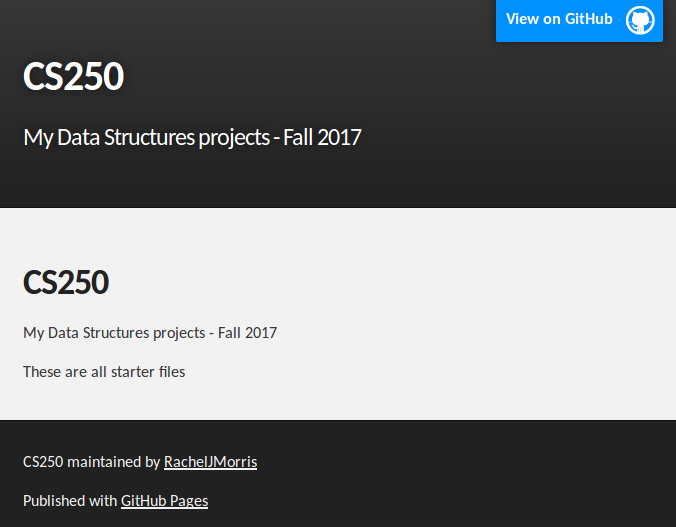 View on GitHub
CS250
My Data Structures projects - Fall 2017
CS250
My Data Structures projects - Fall 2017
These are all starter files
CS250 maintained by RachelJMorris
Published with GitHub Pages